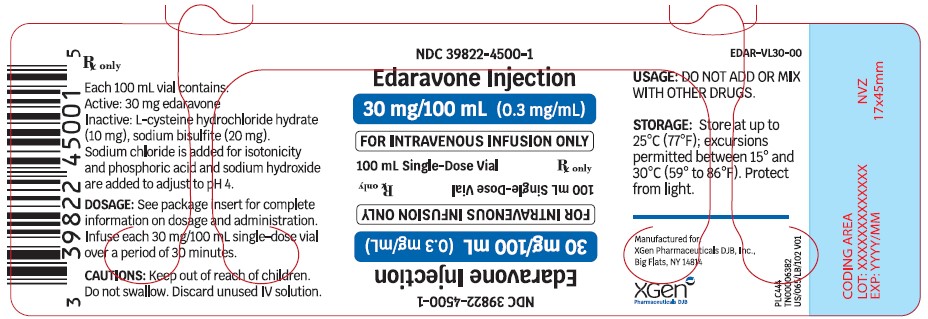 3 39822 45001 5
Rx only
Each 100 mL vial contains:
Active: 30 mg edaravone
Inactive: L-cysteine hydrochloride hydrate
(10 mg), sodium bisulfite (20 mg).
Sodium chloride is added for isotonicity
and phosphoric acid and sodium hydroxide
are added to adjust to pH 4.
DOSAGE: See package insert for complete
information on dosage and administration.
Infuse each 30 mg/100 mL single-dose vial
over a period of 30 minutes.
CAUTIONS: Keep out of reach of children.
Do not swallow. Discard unused IV solution.
NDC 39822-4500-1
Edaravone Injection
30 mg/100 mL (0.3 mg/mL)
FOR INTRAVENOUS INFUSION ONLY
100 mL Single-Dose Vial Rx only
NDC 39822-4500-1
Edaravone Injection
30 mg/100 mL (0.3 mg/mL)
FOR INTRAVENOUS INFUSION ONLY
100 mL Single-Dose Vial Rx only
EDAR-VL30-00
USAGE: DO NOT ADD OR MIX
WITH OTHER DRUGS.
STORAGE: Store at up to
25°C (77°F); excursions
permitted between 15° and
30°C (59° to 86°F). Protect
from light.
Manufactured for:
XGen Pharmaceuticals DJB, Inc.,
Big Flats, NY 14814
XGen
Pharmaceuticals DJB
PLC444
TN00006382
US/065/LB/102 V01
CODING AREA
LOT: XXXXXXXXXXXXX
EXP: YYYY/MM
NVZ
17x45mm